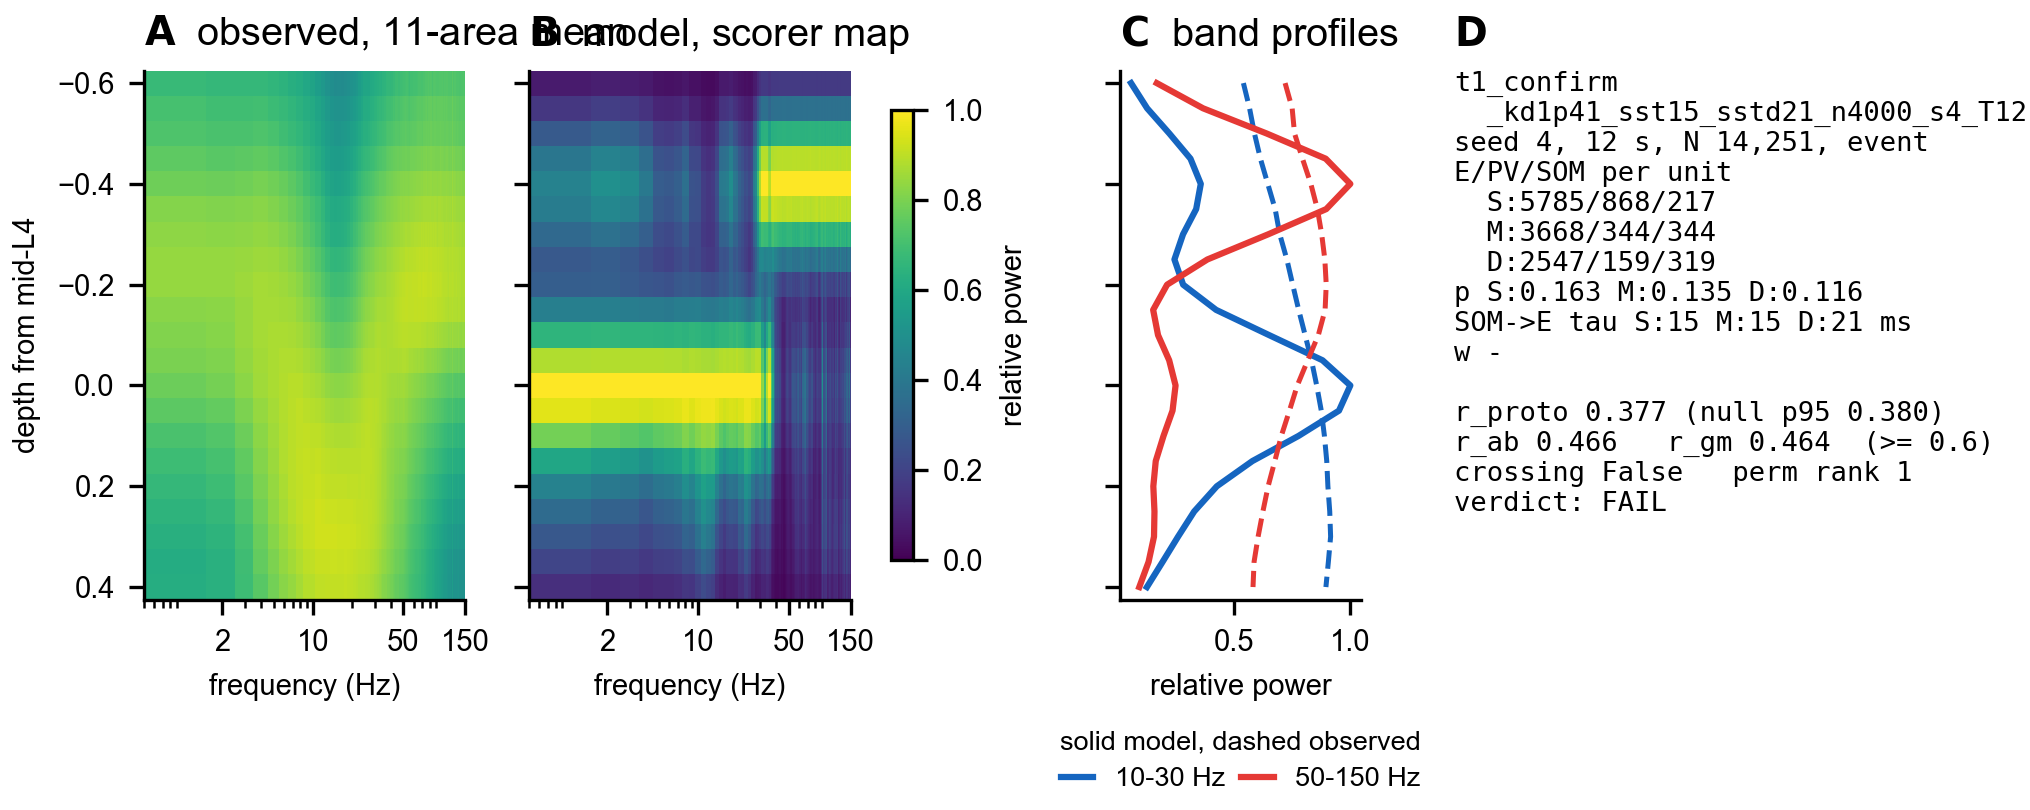 A observed, 11-area mean
B model, scorer map
C band profiles
D
depth from mid-L4
−0.6
−0.4
−0.2
0.0
0.2
0.4
2 10 50 150
frequency (Hz)
2 10 50 150
frequency (Hz)
1.0
0.8
0.6
0.4
0.2
0.0
relative power
0.5 1.0
relative power
solid model, dashed observed
10-30 Hz 50-150 Hz
t1_confirm
_kd1p41_sst15_sstd21_n4000_s4_T12
seed 4, 12 s, N 14,251, event
E/PV/SOM per unit
S:5785/868/217
M:3668/344/344
D:2547/159/319
p S:0.163 M:0.135 D:0.116
SOM->E tau S:15 M:15 D:21 ms
w -
r_proto 0.377 (null p95 0.380)
r_ab 0.466 r_gm 0.464 (>= 0.6)
crossing False perm rank 1
verdict: FAIL